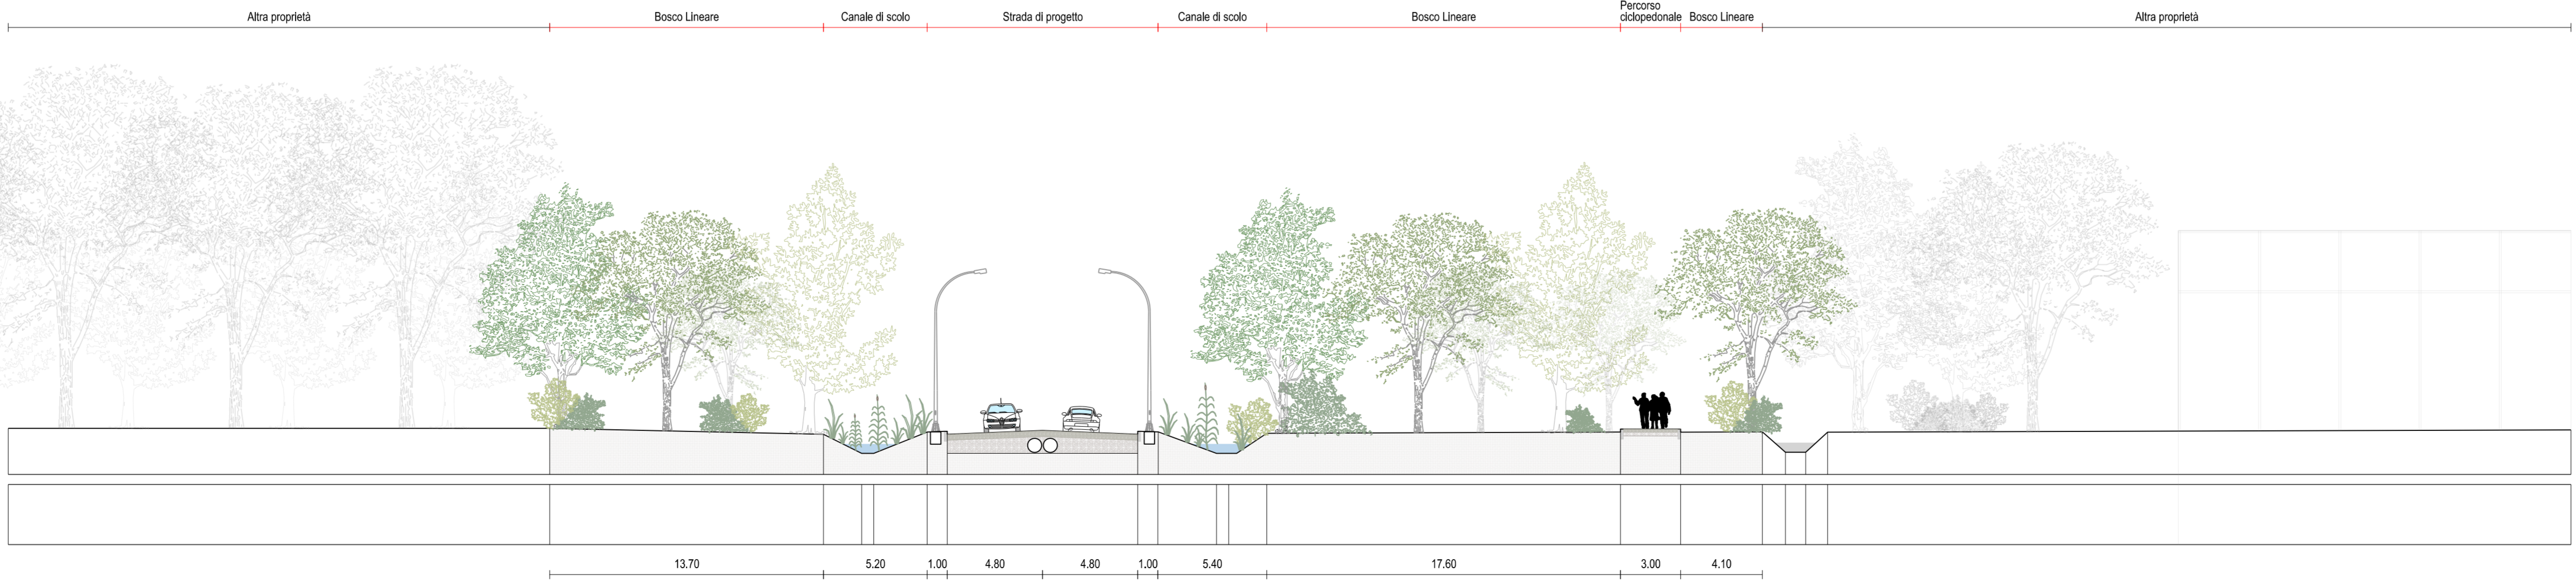 Altra proprietà
Bosco Lineare
Canale di scolo
Strada di progetto
Canale di scolo
Bosco Lineare
Percorso
ciclopedonale
Bosco Lineare
Altra proprietà
13.70
5.20
1.00
4.80
4.80
1.00
5.40
17.60
3.00
4.10